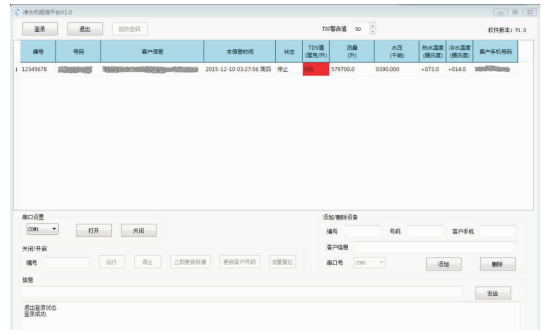 净水机短信平台V1.0
登录 退出 修改密码 TDS警告值 50 软件版本: V1.0
编号 号码 客户信息 本信息时间 状态 TDS值 流量 水压 热水温度 冷水温度 客户手机号码
(毫克/升) (升) (千帕) (摄氏度) (摄氏度)
1 12345678 2015-12-10 03:27:56 周四 停止 579700.0 0390.000 +073.0 +014.0
串口设置 添加/删除设备
COM1 打开 关闭 编号 号码 客户手机
关闭/开启 客户信息
编号 运行 停止 立即更新数据 更新客户号码 流量复位 串口号 COM1 添加 删除
信息
发送
退出登录状态.
登录成功.